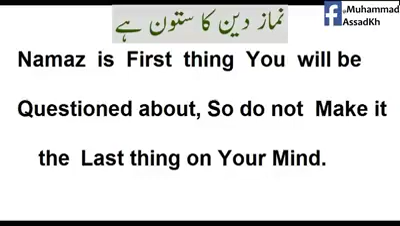 نماز دین کا ستون ہے
@Muhammad
AssadKh
Namaz is First thing You will be
Questioned about, So do not Make it
the Last thing on Your Mind.